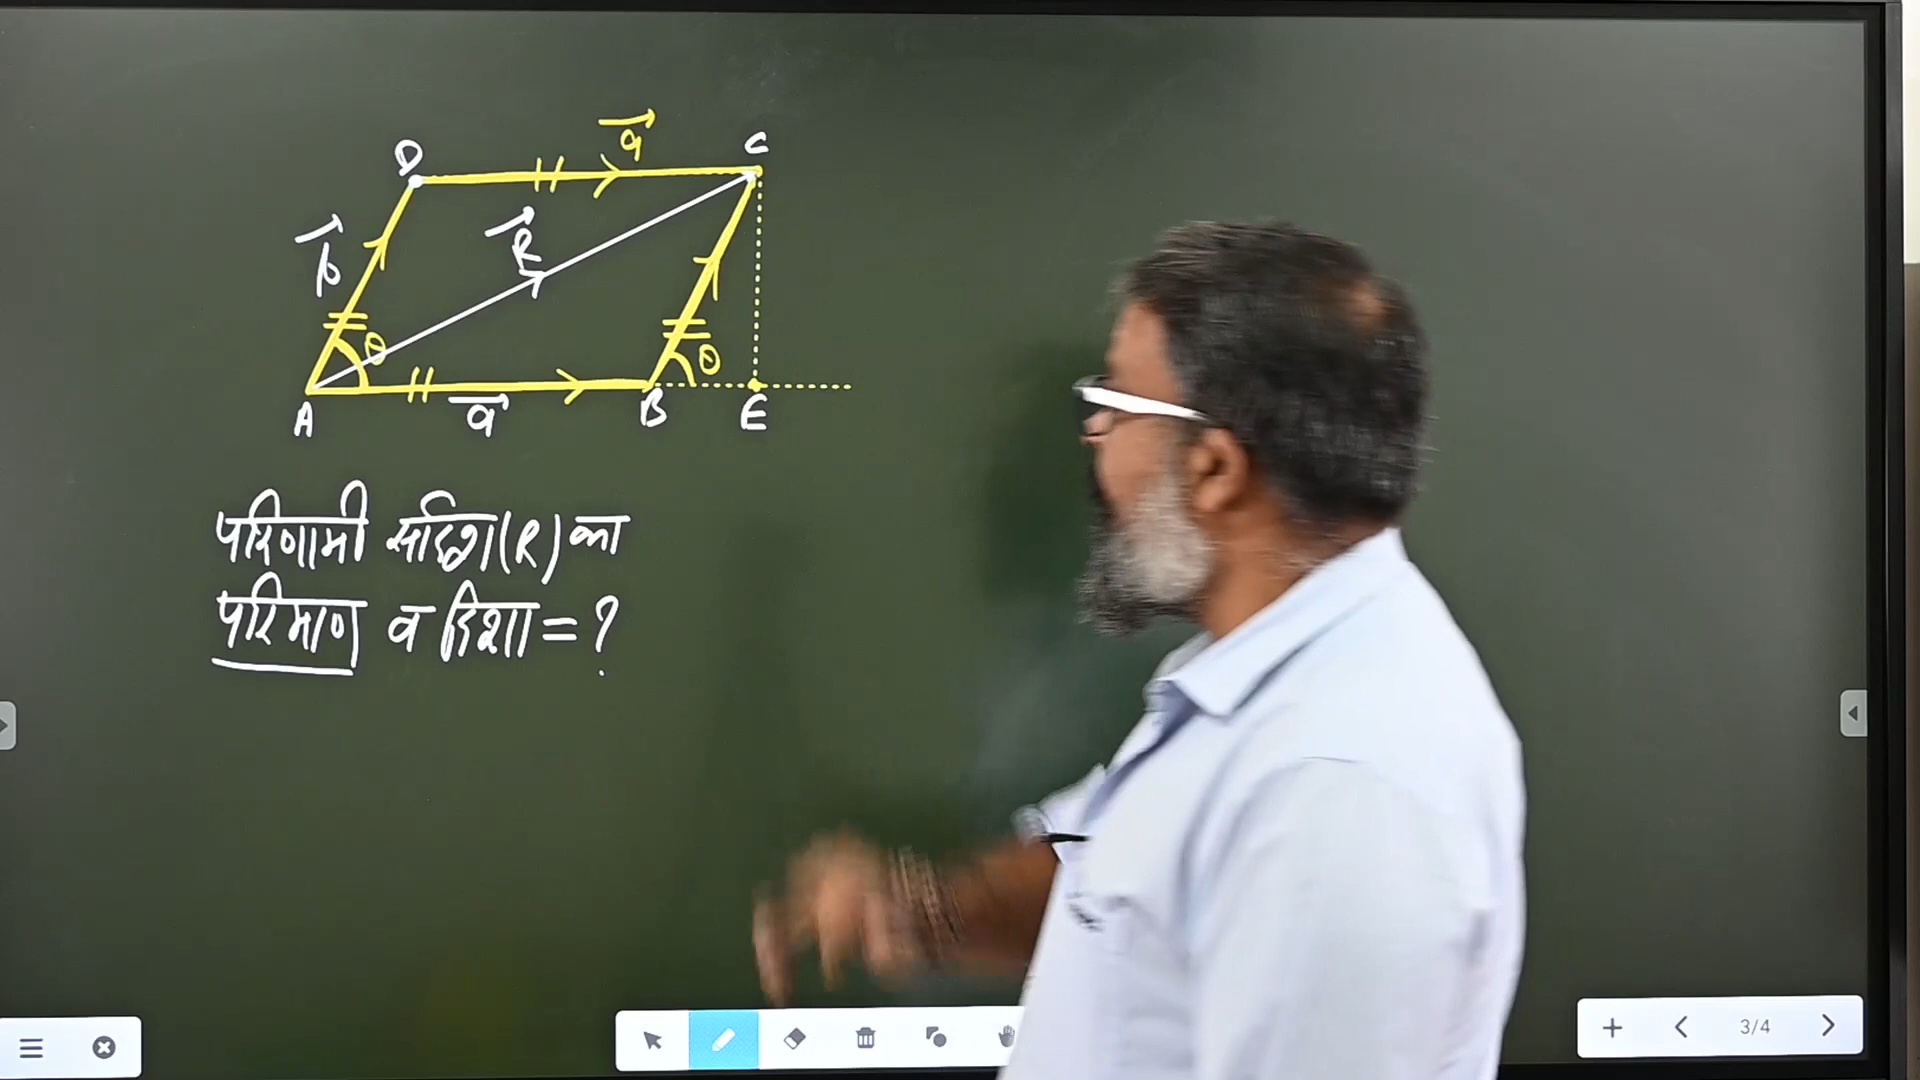 D
a
C
b
R
θ
θ
A
a
B
E
परिणामी सदिश (R) का
परिमाण व दिशा = ?
3/4